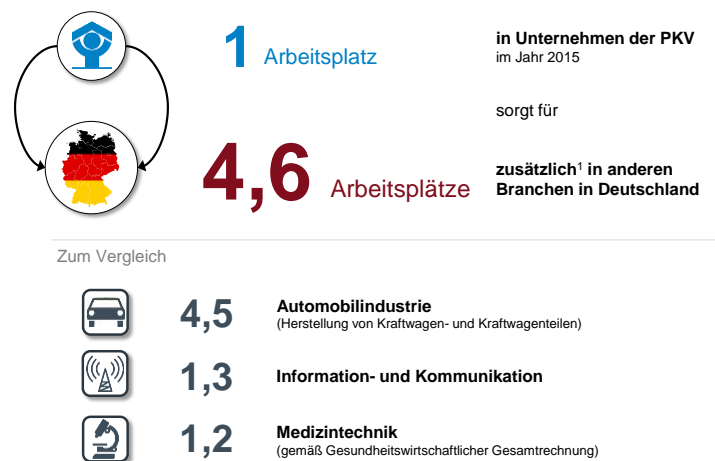 1 Arbeitsplatz
in Unternehmen der PKV
im Jahr 2015
sorgt für
4,6 Arbeitsplätze
zusätzlich¹ in anderen
Branchen in Deutschland
Zum Vergleich
4,5
Automobilindustrie
(Herstellung von Kraftwagen- und Kraftwagenteilen)
1,3
Information- und Kommunikation
1,2
Medizintechnik
(gemäß Gesundheitswirtschaftlicher Gesamtrechnung)